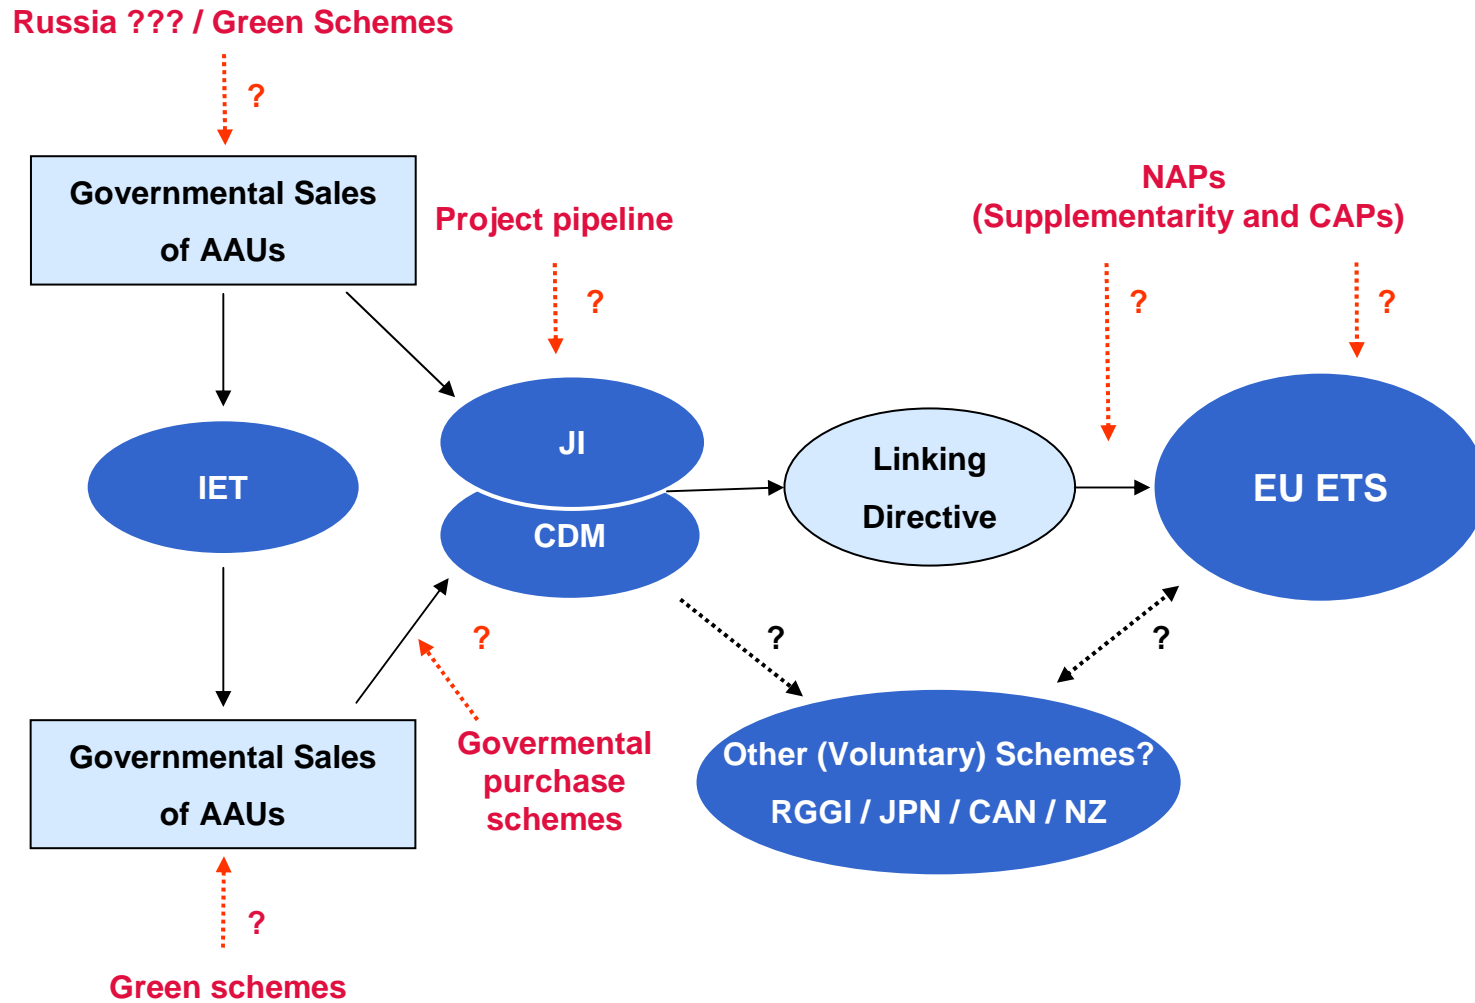 Russia ??? / Green Schemes
?
Governmental Sales
of AAUs
Project pipeline
?
NAPs
(Supplementarity and CAPs)
?
?
IET
JI
CDM
Linking
Directive
EU ETS
?
?
?
Governmental Sales
of AAUs
Govermental
purchase
schemes
Other (Voluntary) Schemes?
RGGI / JPN / CAN / NZ
?
Green schemes